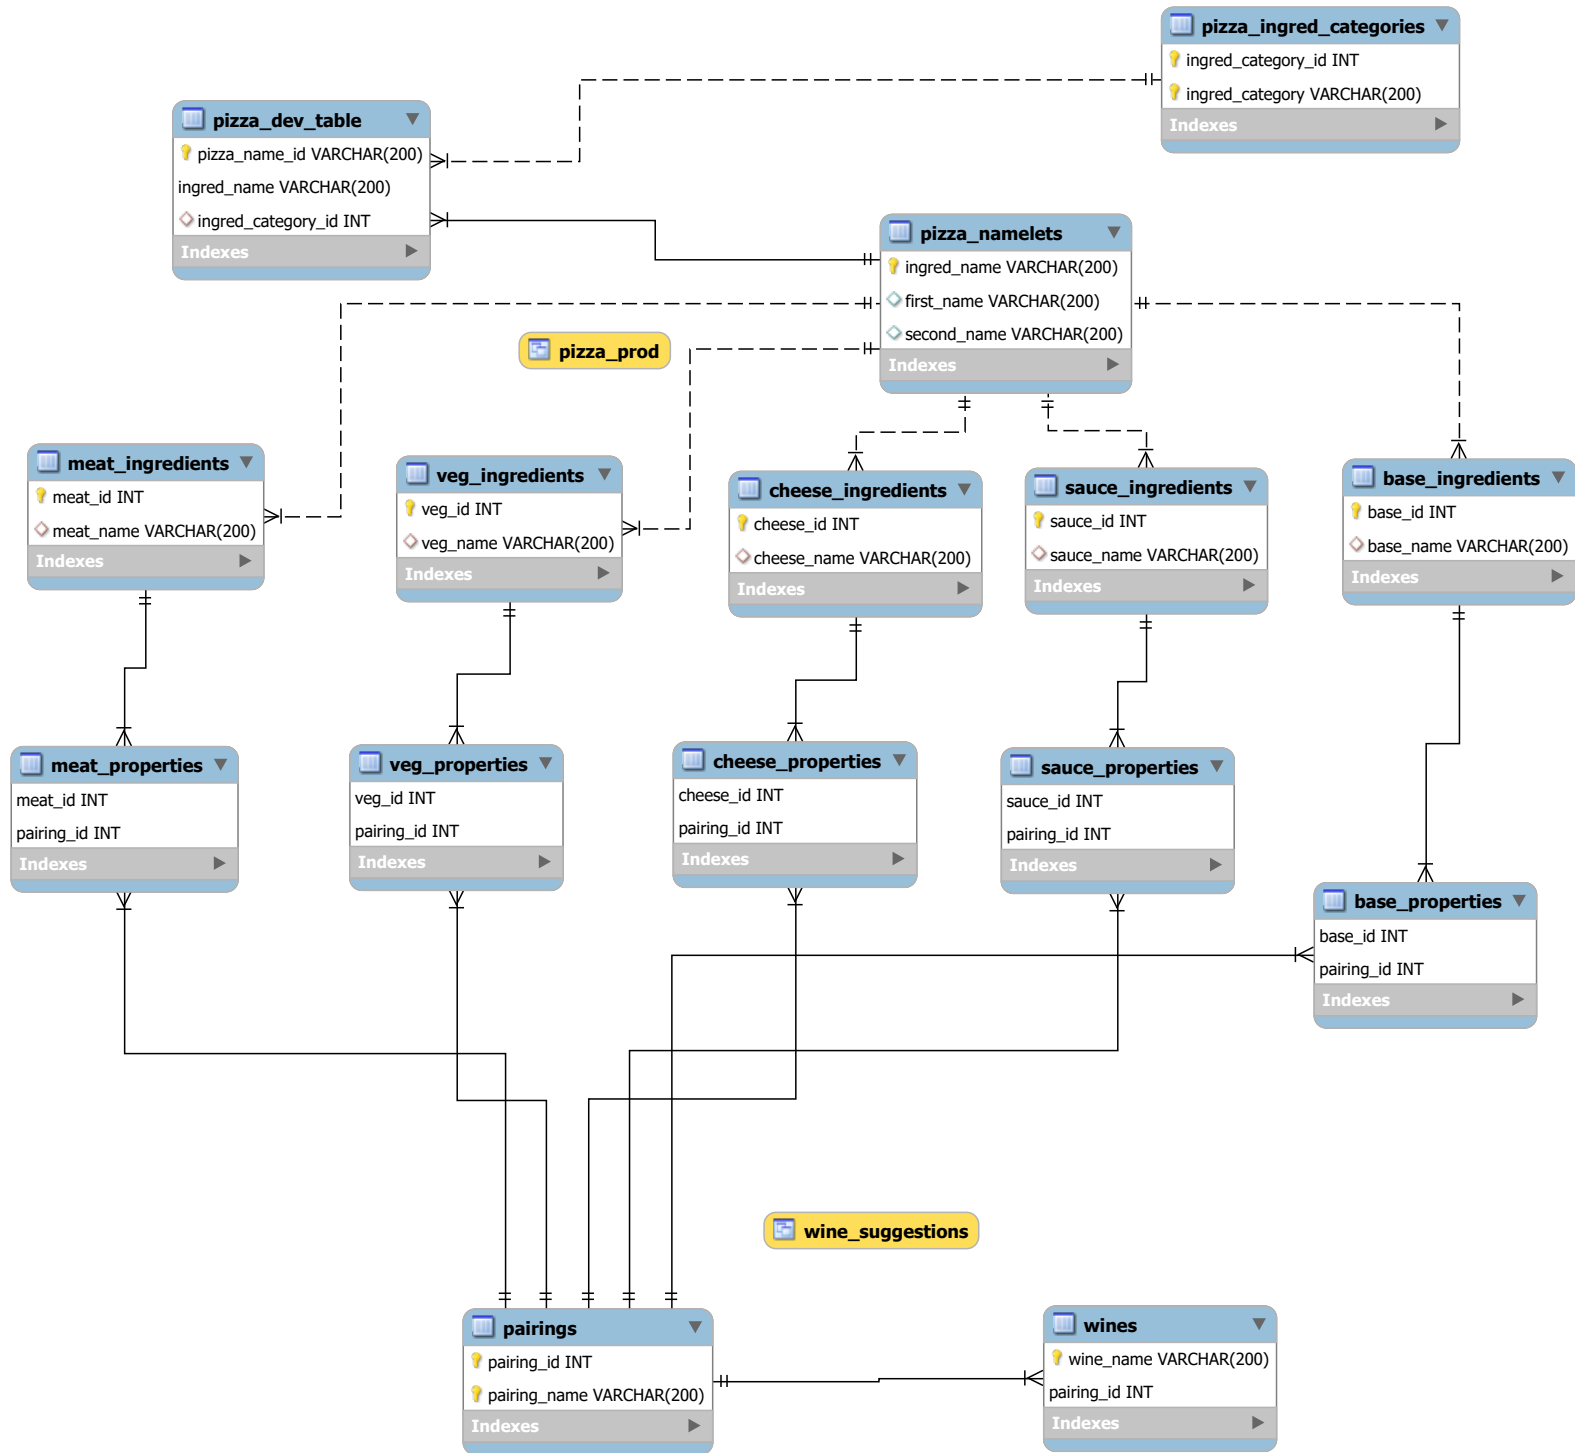 pizza_ingred_categories
ingred_category_id INT
ingred_category VARCHAR(200)
Indexes
pizza_dev_table
pizza_name_id VARCHAR(200)
ingred_name VARCHAR(200)
ingred_category_id INT
Indexes
pizza_namelets
ingred_name VARCHAR(200)
first_name VARCHAR(200)
second_name VARCHAR(200)
Indexes
pizza_prod
meat_ingredients
meat_id INT
meat_name VARCHAR(200)
Indexes
veg_ingredients
veg_id INT
veg_name VARCHAR(200)
Indexes
cheese_ingredients
cheese_id INT
cheese_name VARCHAR(200)
Indexes
sauce_ingredients
sauce_id INT
sauce_name VARCHAR(200)
Indexes
base_ingredients
base_id INT
base_name VARCHAR(200)
Indexes
meat_properties
meat_id INT
pairing_id INT
Indexes
veg_properties
veg_id INT
pairing_id INT
Indexes
cheese_properties
cheese_id INT
pairing_id INT
Indexes
sauce_properties
sauce_id INT
pairing_id INT
Indexes
base_properties
base_id INT
pairing_id INT
Indexes
wine_suggestions
pairings
pairing_id INT
pairing_name VARCHAR(200)
Indexes
wines
wine_name VARCHAR(200)
pairing_id INT
Indexes